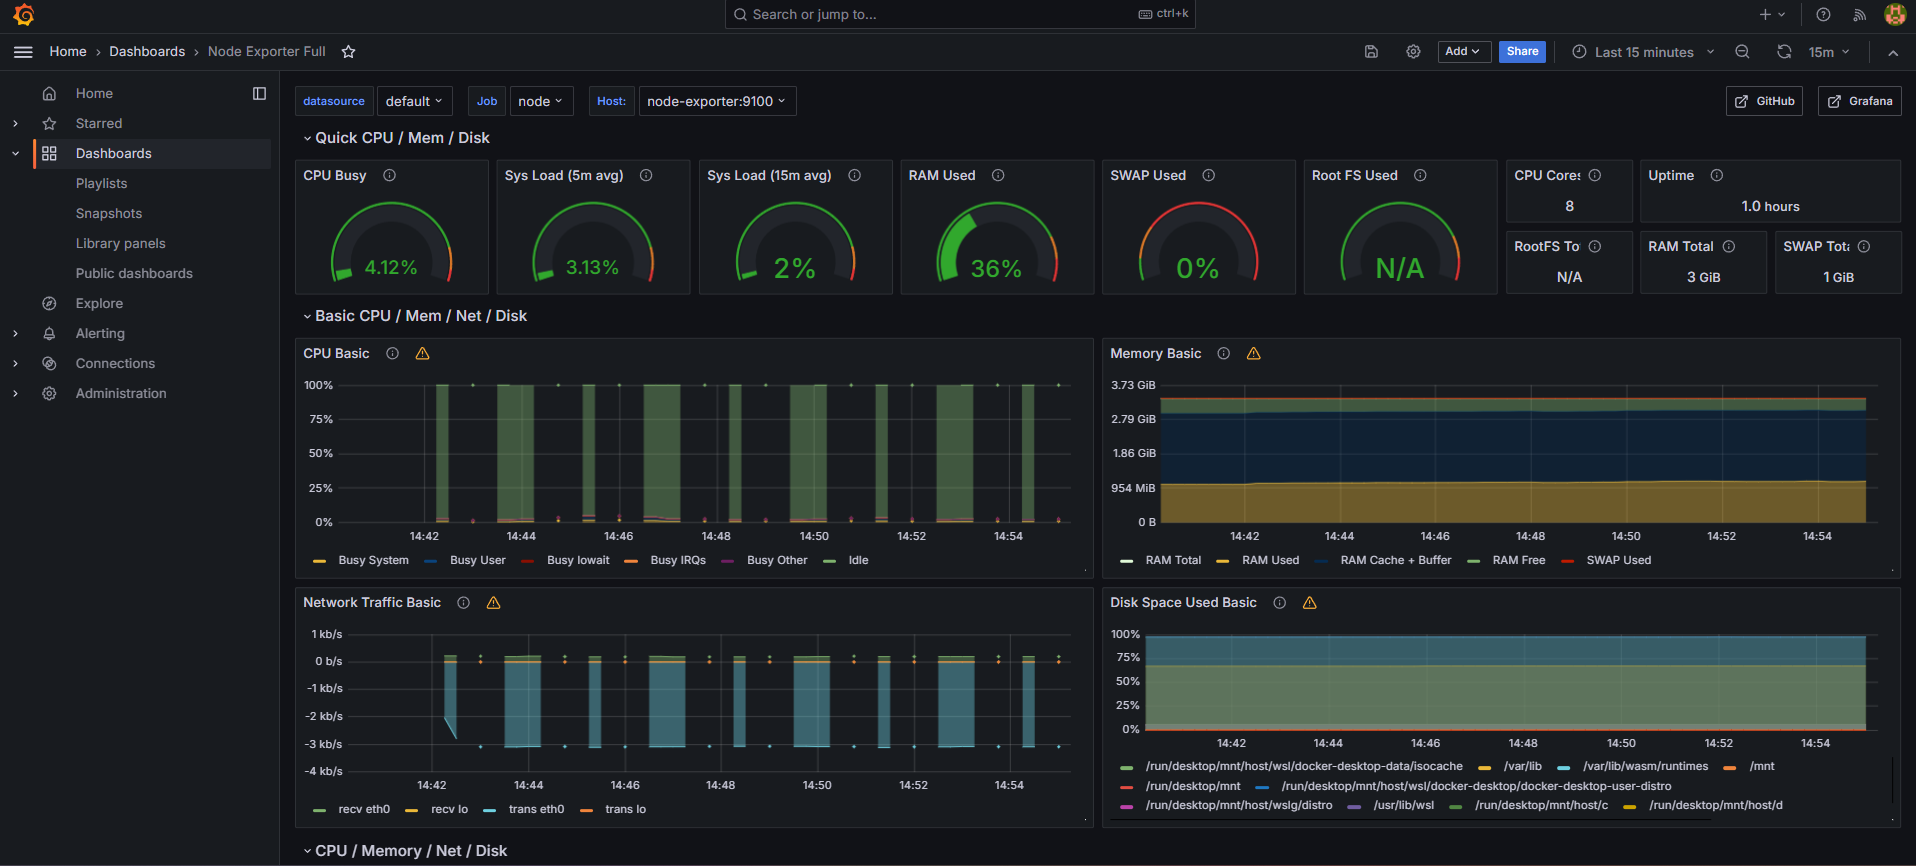 Search or jump to... ctrl+k
Home › Dashboards › Node Exporter Full Add Share Last 15 minutes 15m
Home
Starred
Dashboards
Playlists
Snapshots
Library panels
Public dashboards
Explore
Alerting
Connections
Administration
datasource default Job node Host: node-exporter:9100 GitHub Grafana
Quick CPU / Mem / Disk
CPU Busy
4.12%
Sys Load (5m avg)
3.13%
Sys Load (15m avg)
2%
RAM Used
36%
SWAP Used
0%
Root FS Used
N/A
CPU Cores
8
Uptime
1.0 hours
RootFS To
N/A
RAM Total
3 GiB
SWAP Tota
1 GiB
Basic CPU / Mem / Net / Disk
CPU Basic
100%
75%
50%
25%
0%
14:42 14:44 14:46 14:48 14:50 14:52 14:54
Busy System Busy User Busy Iowait Busy IRQs Busy Other Idle
Memory Basic
3.73 GiB
2.79 GiB
1.86 GiB
954 MiB
0 B
14:42 14:44 14:46 14:48 14:50 14:52 14:54
RAM Total RAM Used RAM Cache + Buffer RAM Free SWAP Used
Network Traffic Basic
1 kb/s
0 b/s
-1 kb/s
-2 kb/s
-3 kb/s
-4 kb/s
14:42 14:44 14:46 14:48 14:50 14:52 14:54
recv eth0 recv lo trans eth0 trans lo
Disk Space Used Basic
100%
75%
50%
25%
0%
14:42 14:44 14:46 14:48 14:50 14:52 14:54
/run/desktop/mnt/host/wsl/docker-desktop-data/isocache /var/lib /var/lib/wasm/runtimes /mnt
/run/desktop/mnt /run/desktop/mnt/host/wsl/docker-desktop/docker-desktop-user-distro
/run/desktop/mnt/host/wslg/distro /usr/lib/wsl /run/desktop/mnt/host/c /run/desktop/mnt/host/d
CPU / Memory / Net / Disk